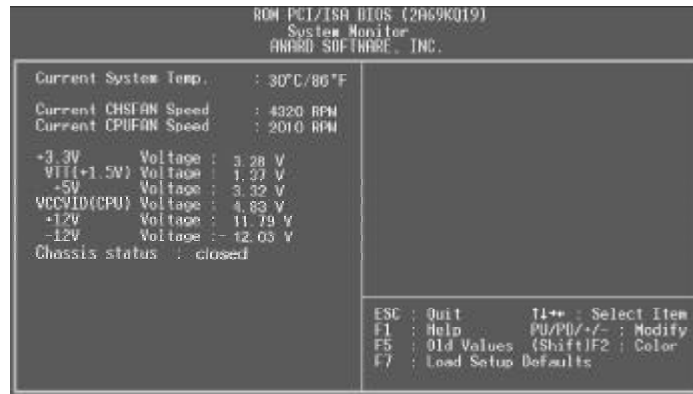 ROM PCI/ISA BIOS (2A69KQ19)
System Monitor
AWARD SOFTWARE, INC.
Current System Temp. : 30°C/86°F
Current CHSFAN Speed : 4320 RPM
Current CPUFAN Speed : 2010 RPM
+3.3V Voltage : 3.28 V
VTT(+1.5V) Voltage : 1.37 V
+5V Voltage : 3.32 V
VCCVID(CPU) Voltage : 4.83 V
+12V Voltage : 11.79 V
-12V Voltage :- 12.03 V
Chassis status : closed
ESC : Quit ↑↓→← : Select Item
F1 : Help PU/PD/+/- : Modify
F5 : Old Values (Shift)F2 : Color
F7 : Load Setup Defaults